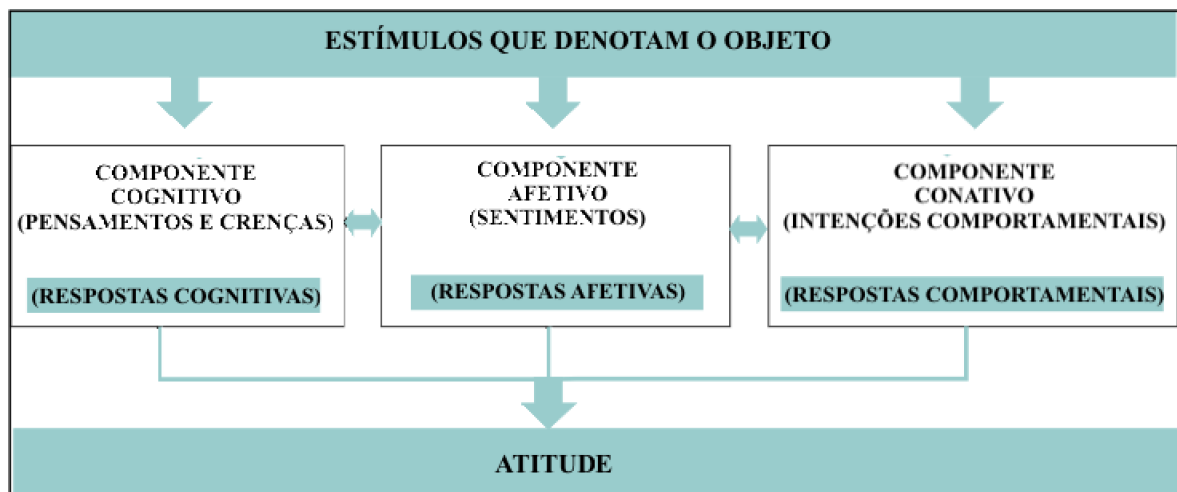 ESTÍMULOS QUE DENOTAM O OBJETO
COMPONENTE
COGNITIVO
(PENSAMENTOS E CRENÇAS)
(RESPOSTAS COGNITIVAS)
COMPONENTE
AFETIVO
(SENTIMENTOS)
(RESPOSTAS AFETIVAS)
COMPONENTE
CONATIVO
(INTENÇÕES COMPORTAMENTAIS)
(RESPOSTAS COMPORTAMENTAIS)
ATITUDE